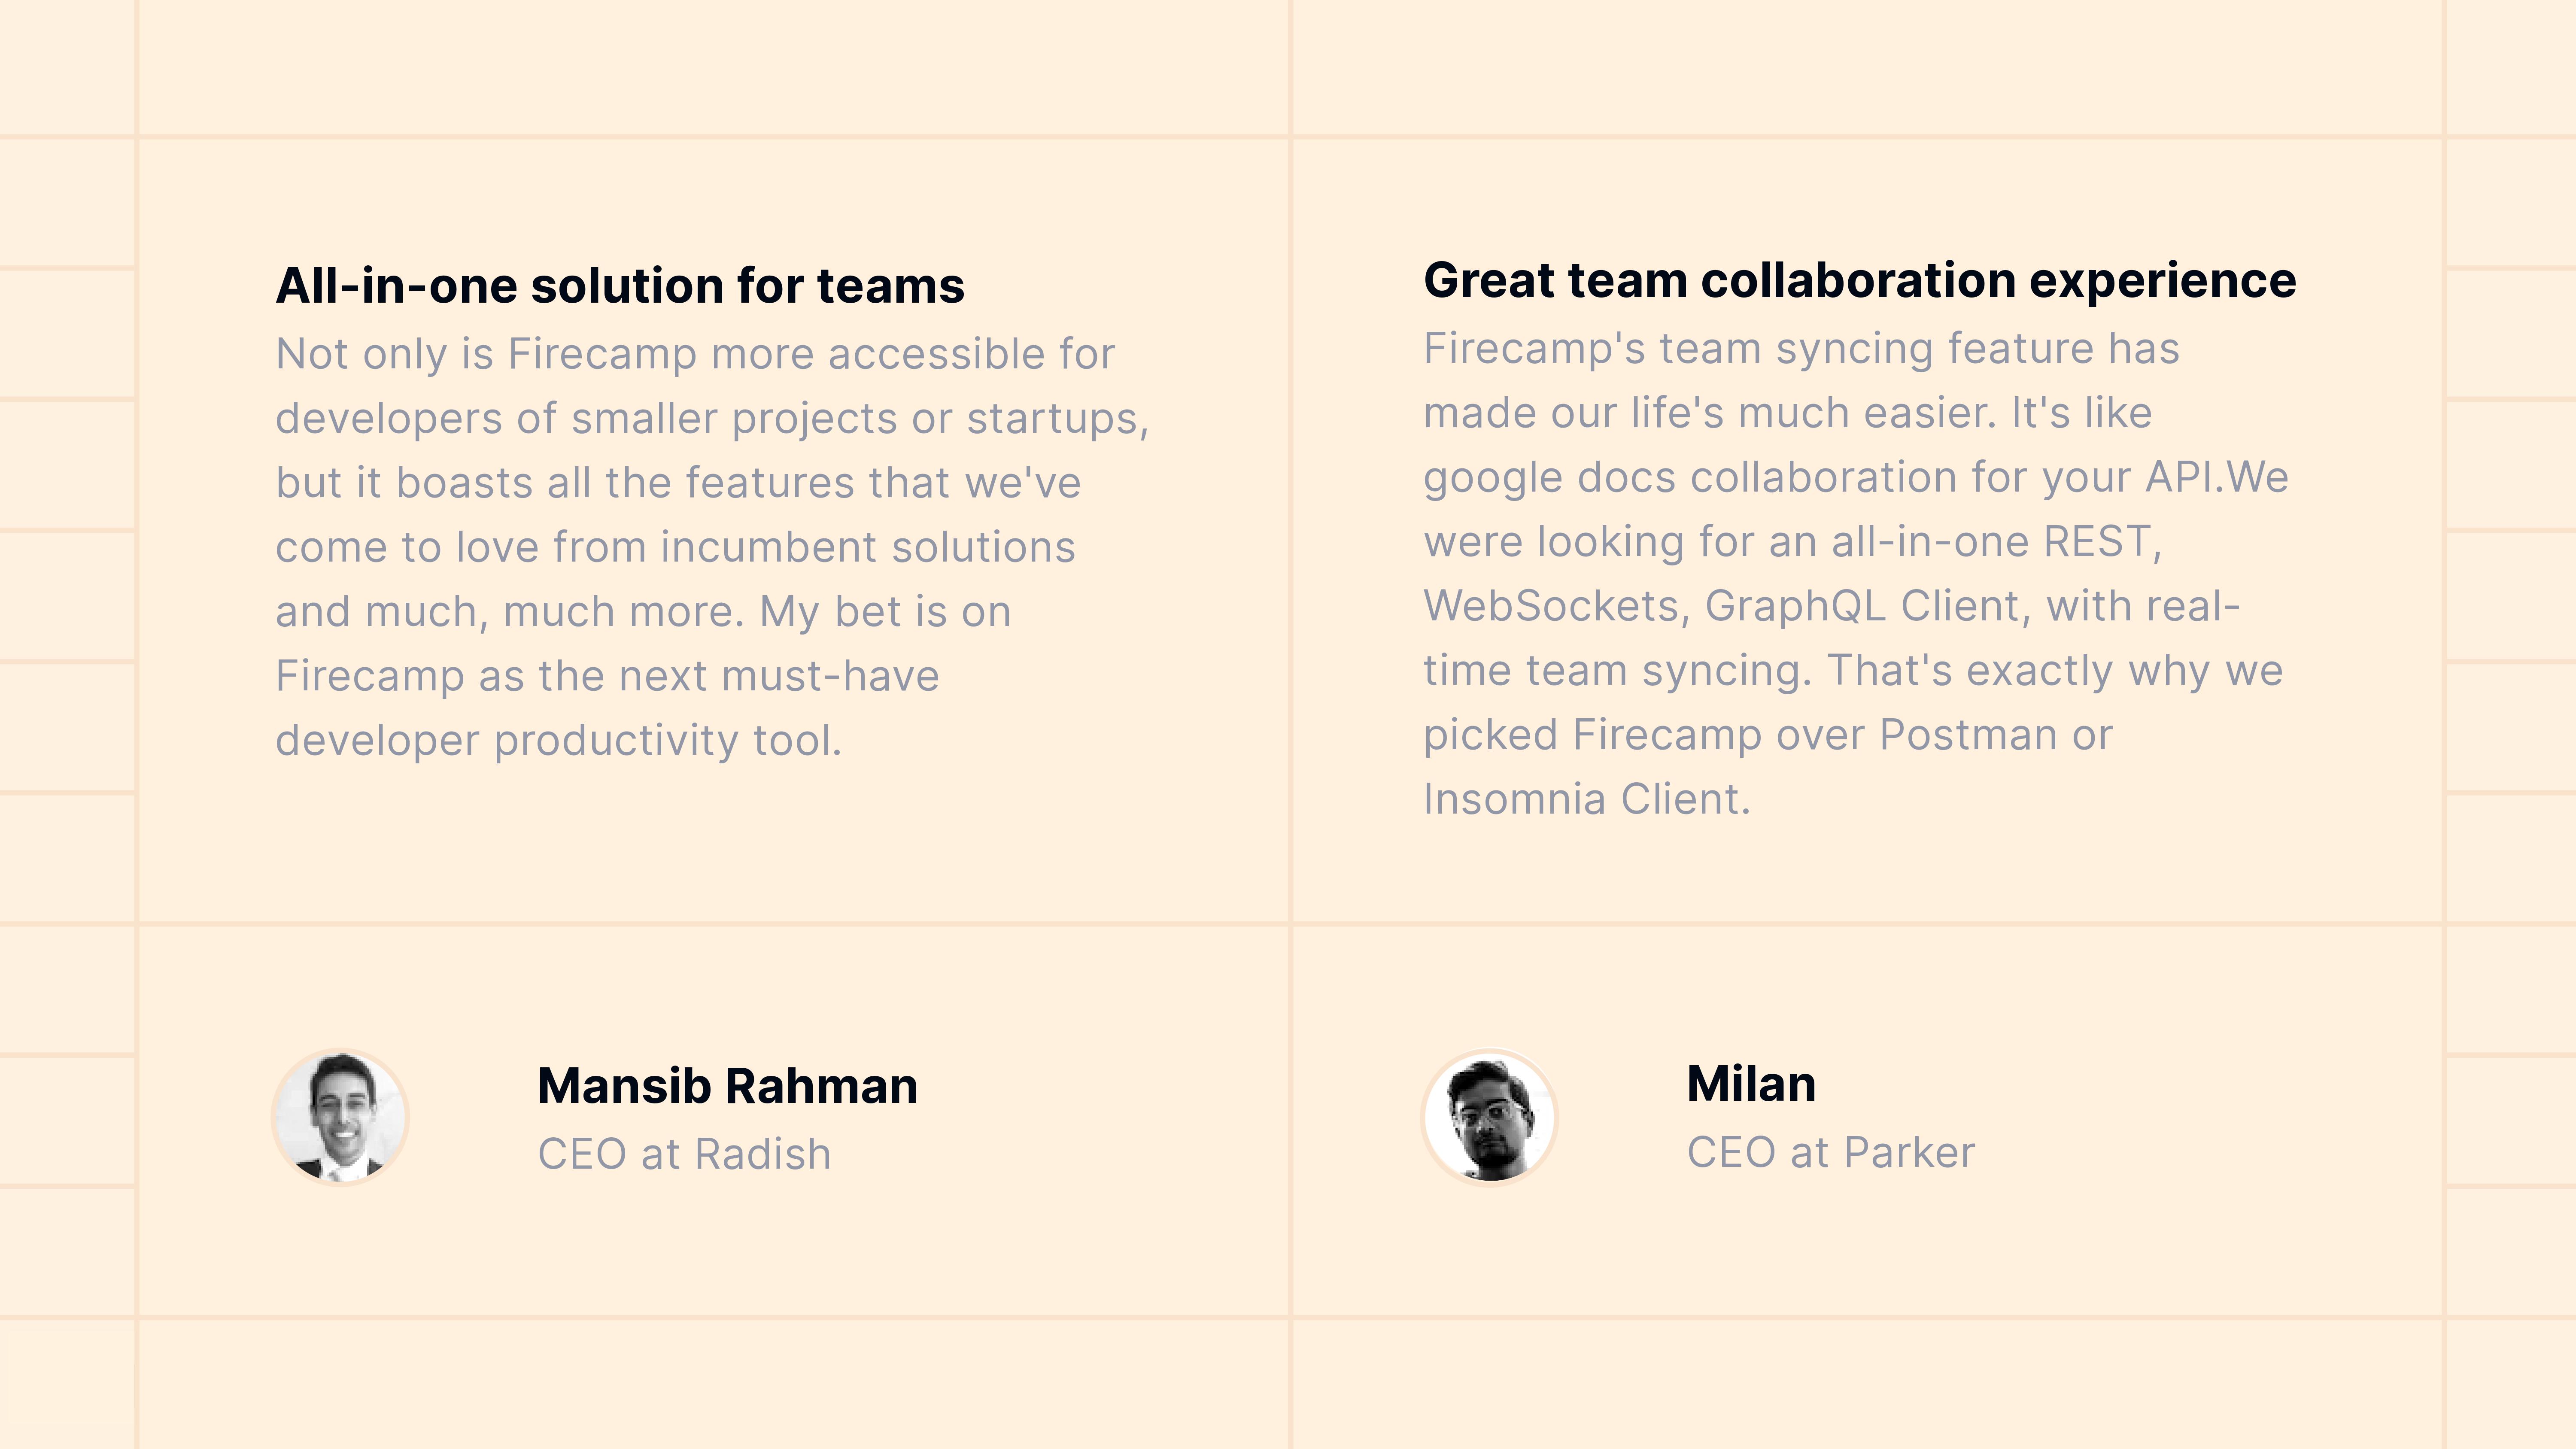 All-in-one solution for teams
Not only is Firecamp more accessible for
developers of smaller projects or startups,
but it boasts all the features that we've
come to love from incumbent solutions
and much, much more. My bet is on
Firecamp as the next must-have
developer productivity tool.
Mansib Rahman
CEO at Radish
Great team collaboration experience
Firecamp's team syncing feature has
made our life's much easier. It's like
google docs collaboration for your API.We
were looking for an all-in-one REST,
WebSockets, GraphQL Client, with real-
time team syncing. That's exactly why we
picked Firecamp over Postman or
Insomnia Client.
Milan
CEO at Parker